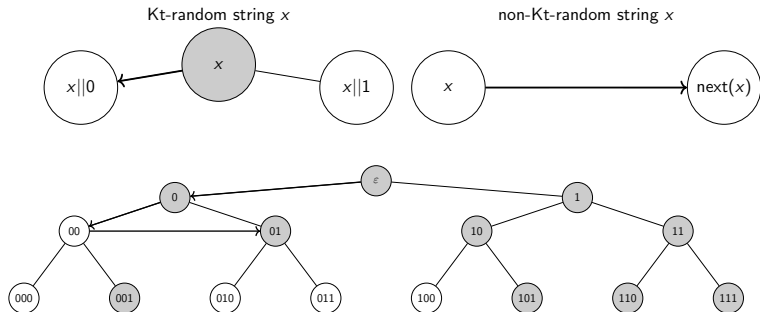 Kt-random string x
non-Kt-random string x
x||0
x
x||1
x
next(x)
ε
0
1
00
01
10
11
000
001
010
011
100
101
110
111